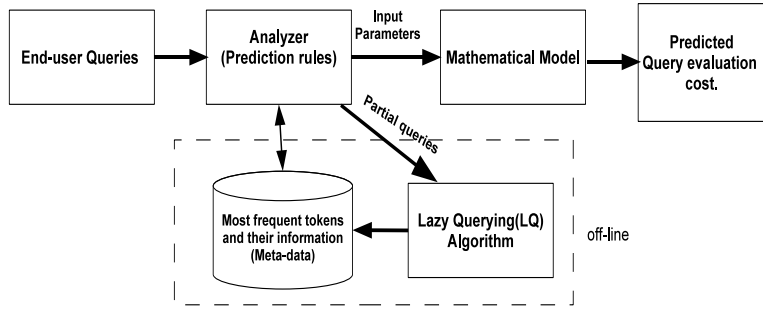 End-user Queries
Analyzer
(Prediction rules)
Input
Parameters
Mathematical Model
Predicted
Query evaluation
cost.
Partial queries
Most frequent tokens
and their information
(Meta-data)
Lazy Querying(LQ)
Algorithm
off-line